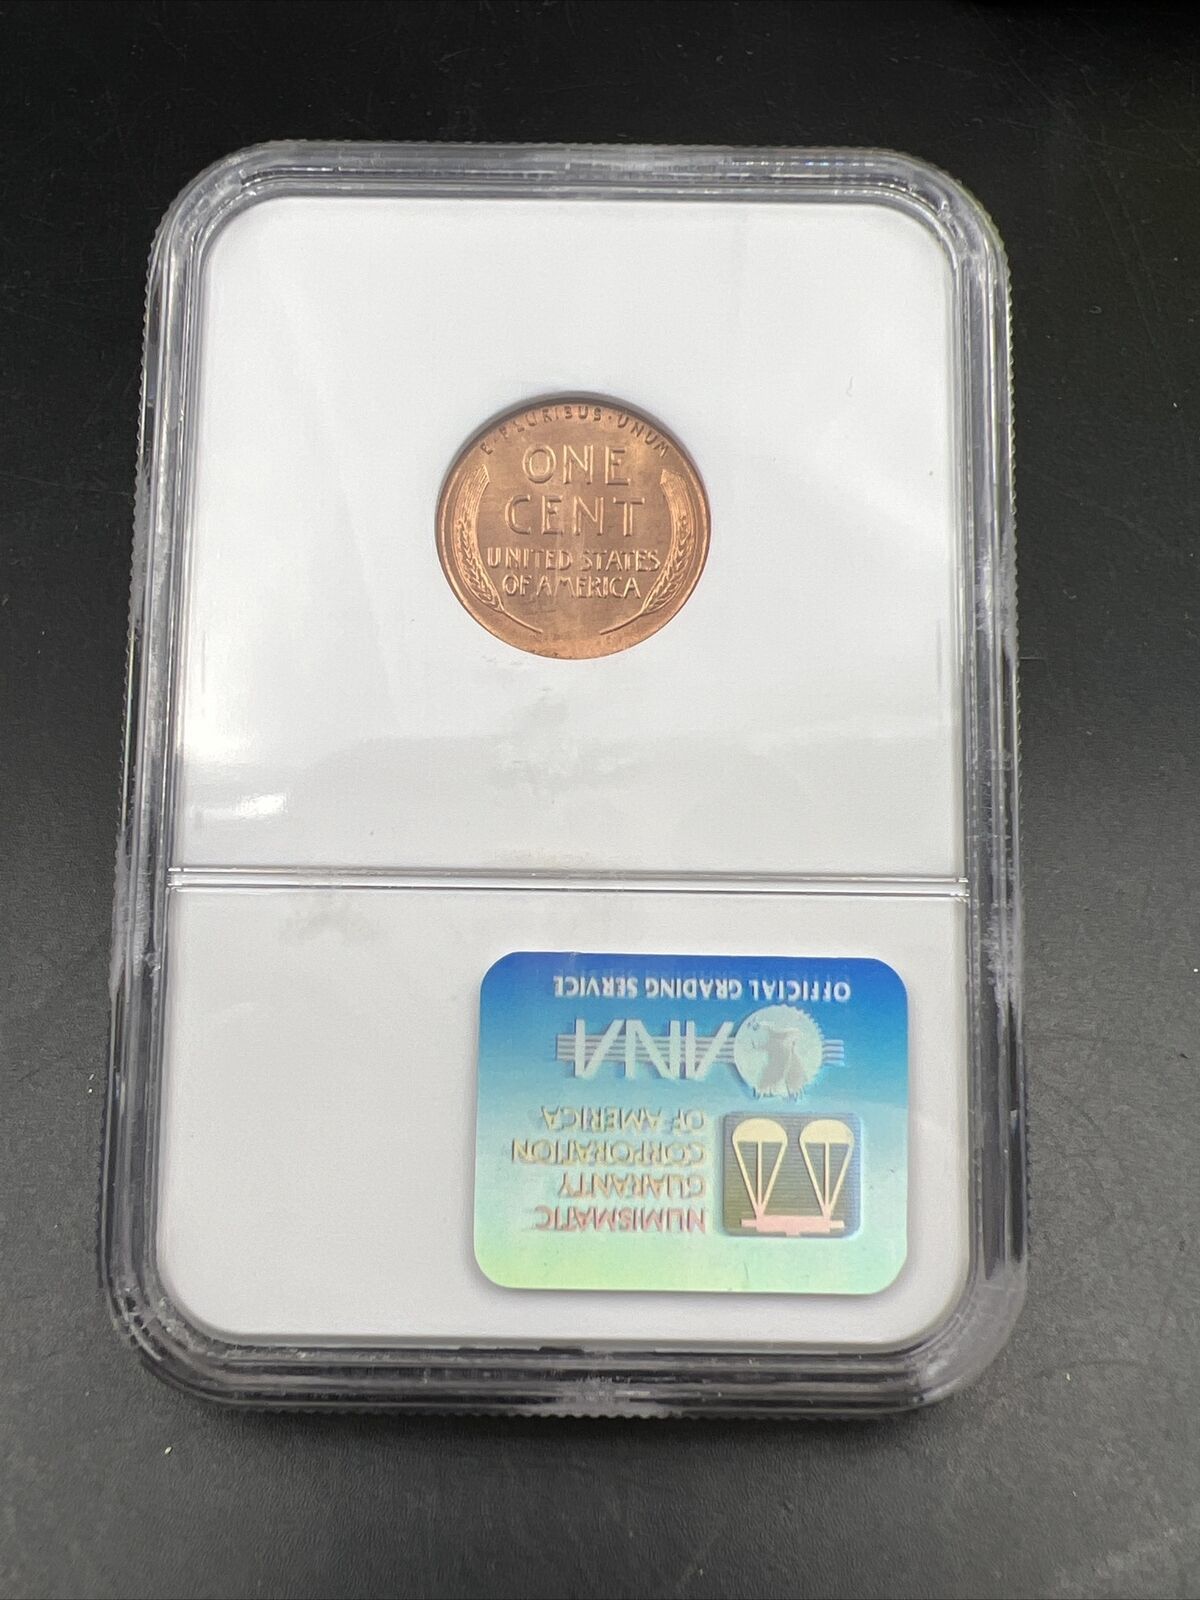 E·PLURIBUS·UNUM
ONE
CENT
UNITED STATES
OF AMERICA
NUMISMATIC
GUARANTY
CORPORATION
OF AMERICA
ANA
OFFICIAL GRADING SERVICE